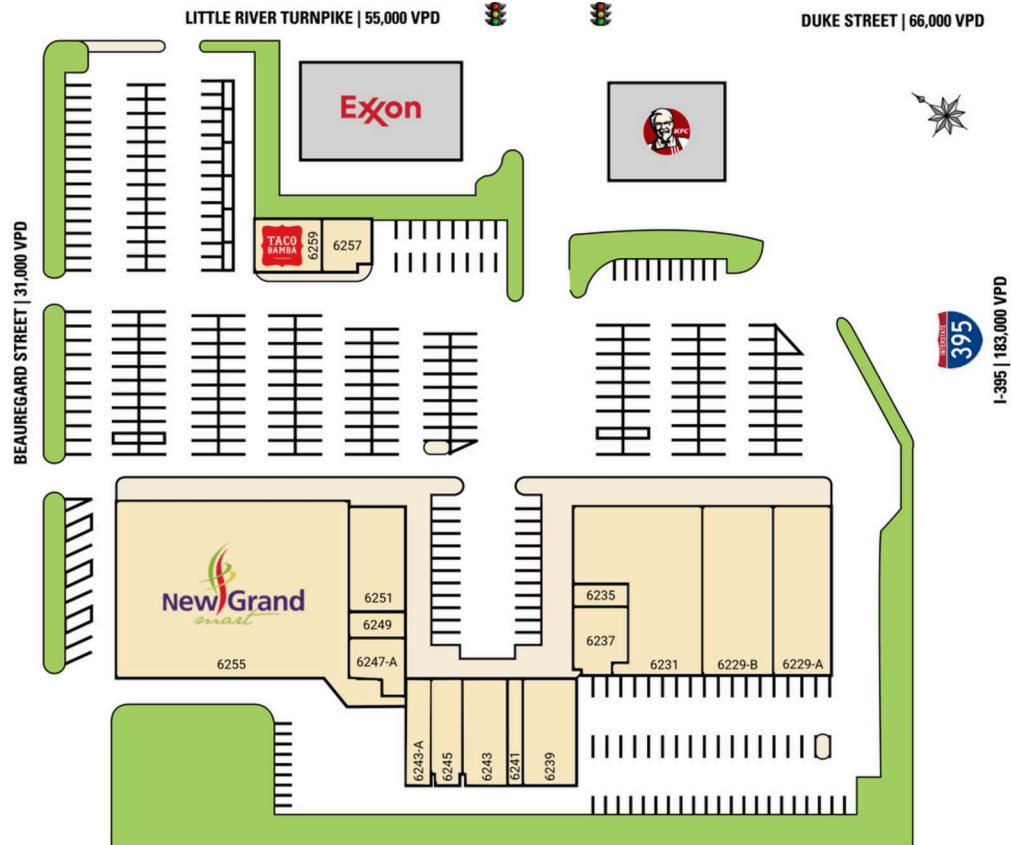 LITTLE RIVER TURNPIKE | 55,000 VPD
DUKE STREET | 66,000 VPD
Exxon
KFC
BEAUREGARD STREET | 31,000 VPD
TACO
BAMBA
6259
6257
INTERSTATE
395
I-395 | 183,000 VPD
New Grand
mart
6255
6251
6249
6247-A
6235
6237
6231
6229-B
6229-A
6243-A
6245
6243
6241
6239